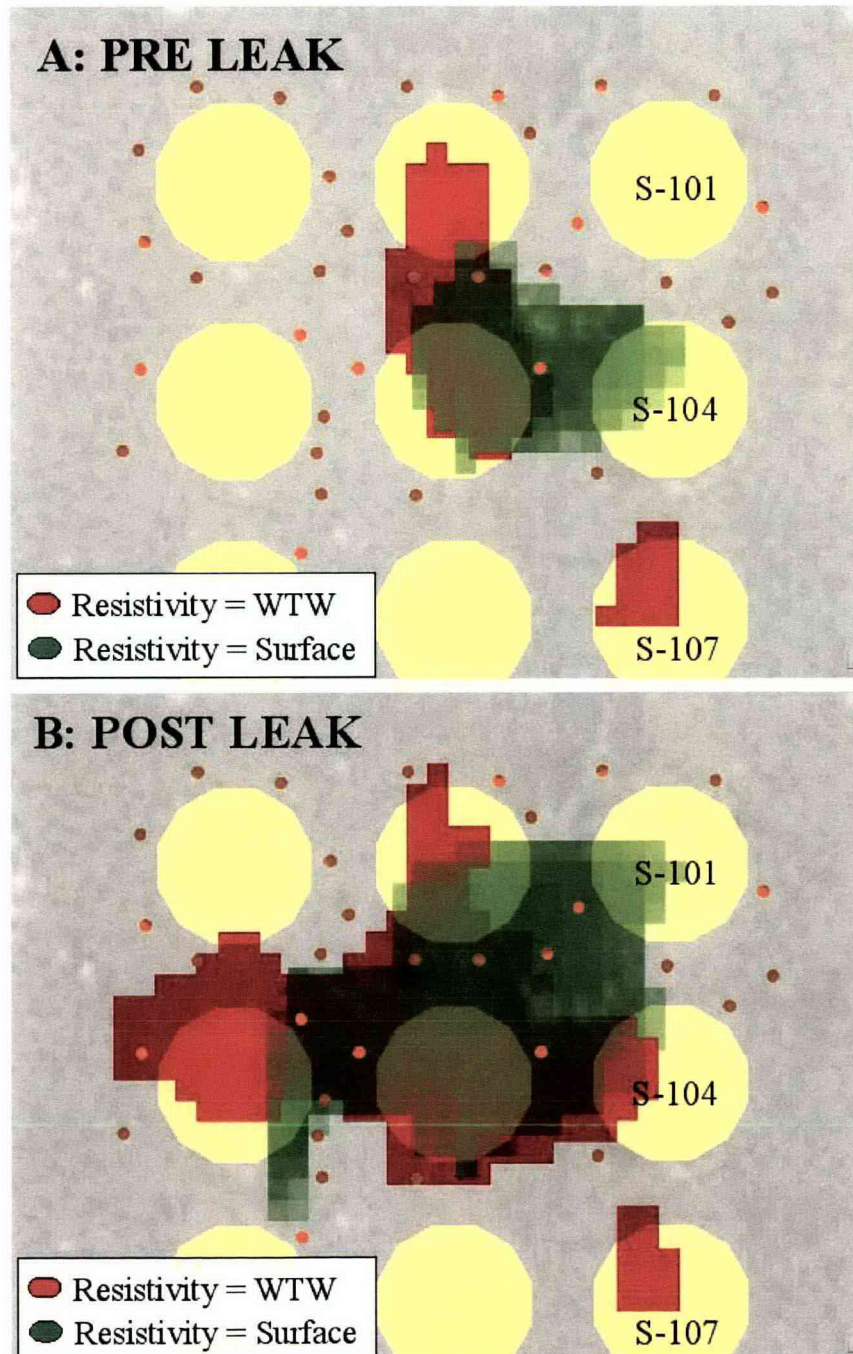 A: PRE LEAK
S-101
S-104
S-107
Resistivity = WTW
Resistivity = Surface
B: POST LEAK
S-101
S-104
S-107
Resistivity = WTW
Resistivity = Surface